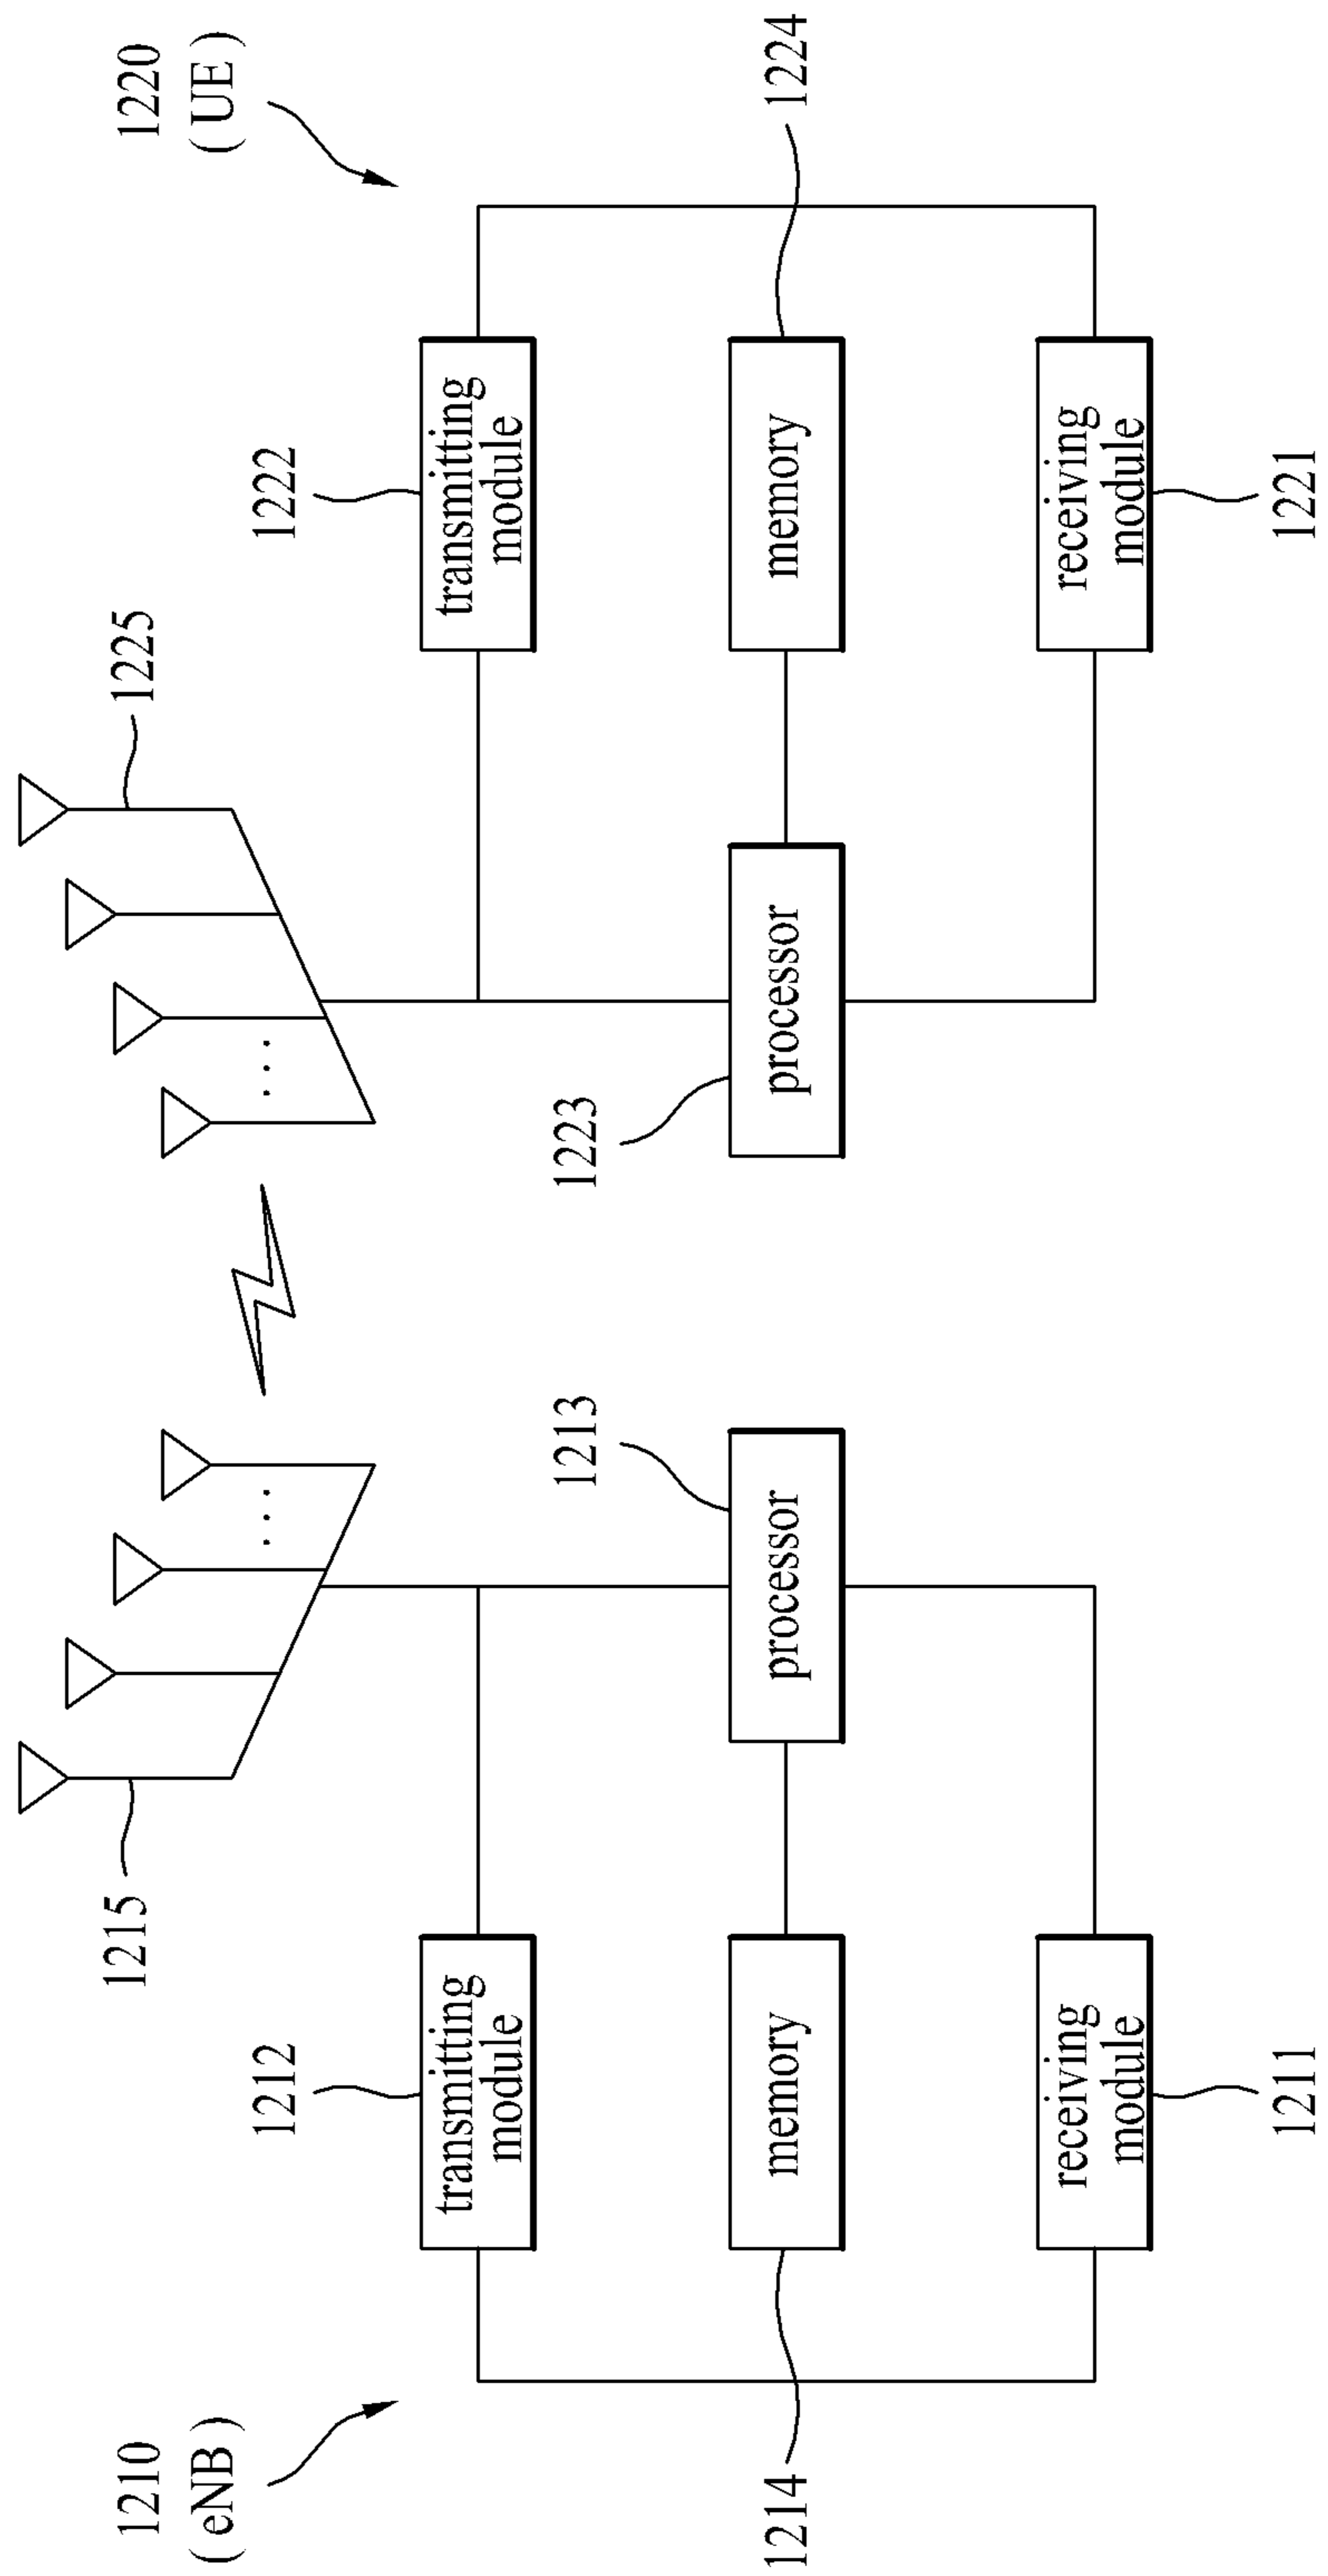 1210
( eNB )
1220
( UE )
1215
1225
1212
1222
transmitting
module
transmitting
module
1213
1223
1214
memory
processor
processor
memory
1224
receiving
module
receiving
module
1211
1221
...
...